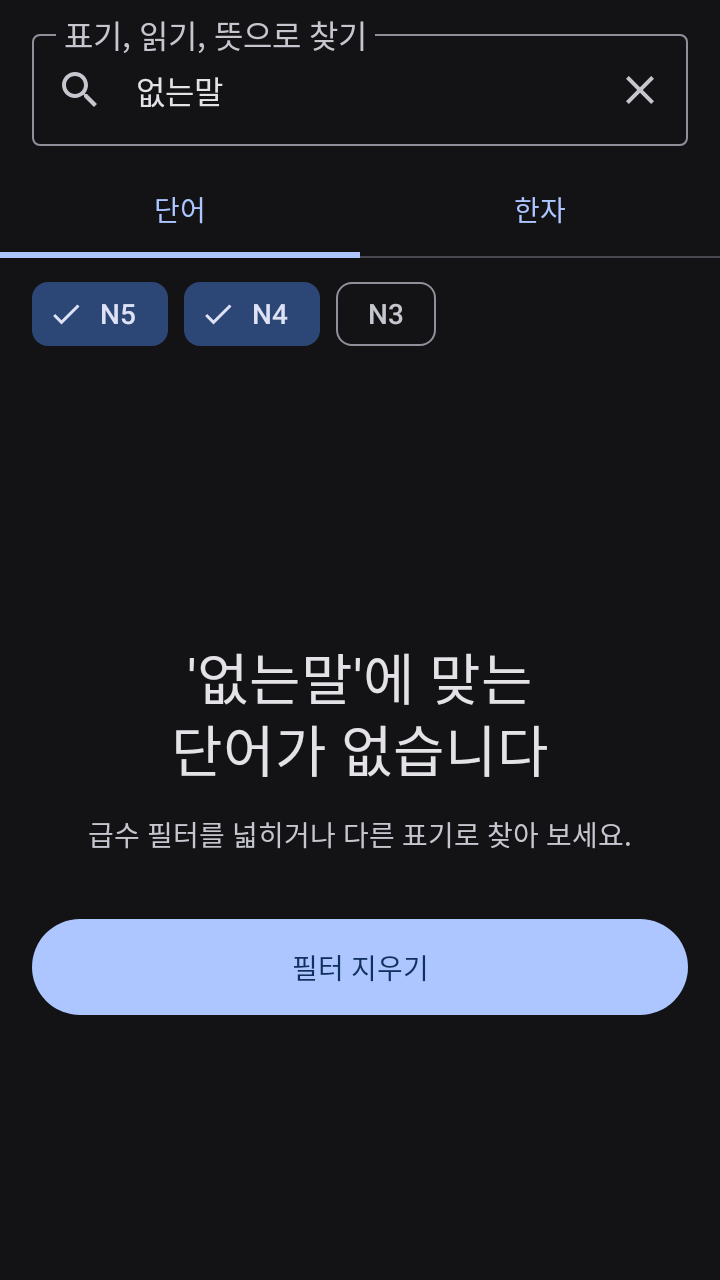 표기, 읽기, 뜻으로 찾기
없는말
단어
한자
N5
N4
N3
'없는말'에 맞는
단어가 없습니다
급수 필터를 넓히거나 다른 표기로 찾아 보세요.
필터 지우기